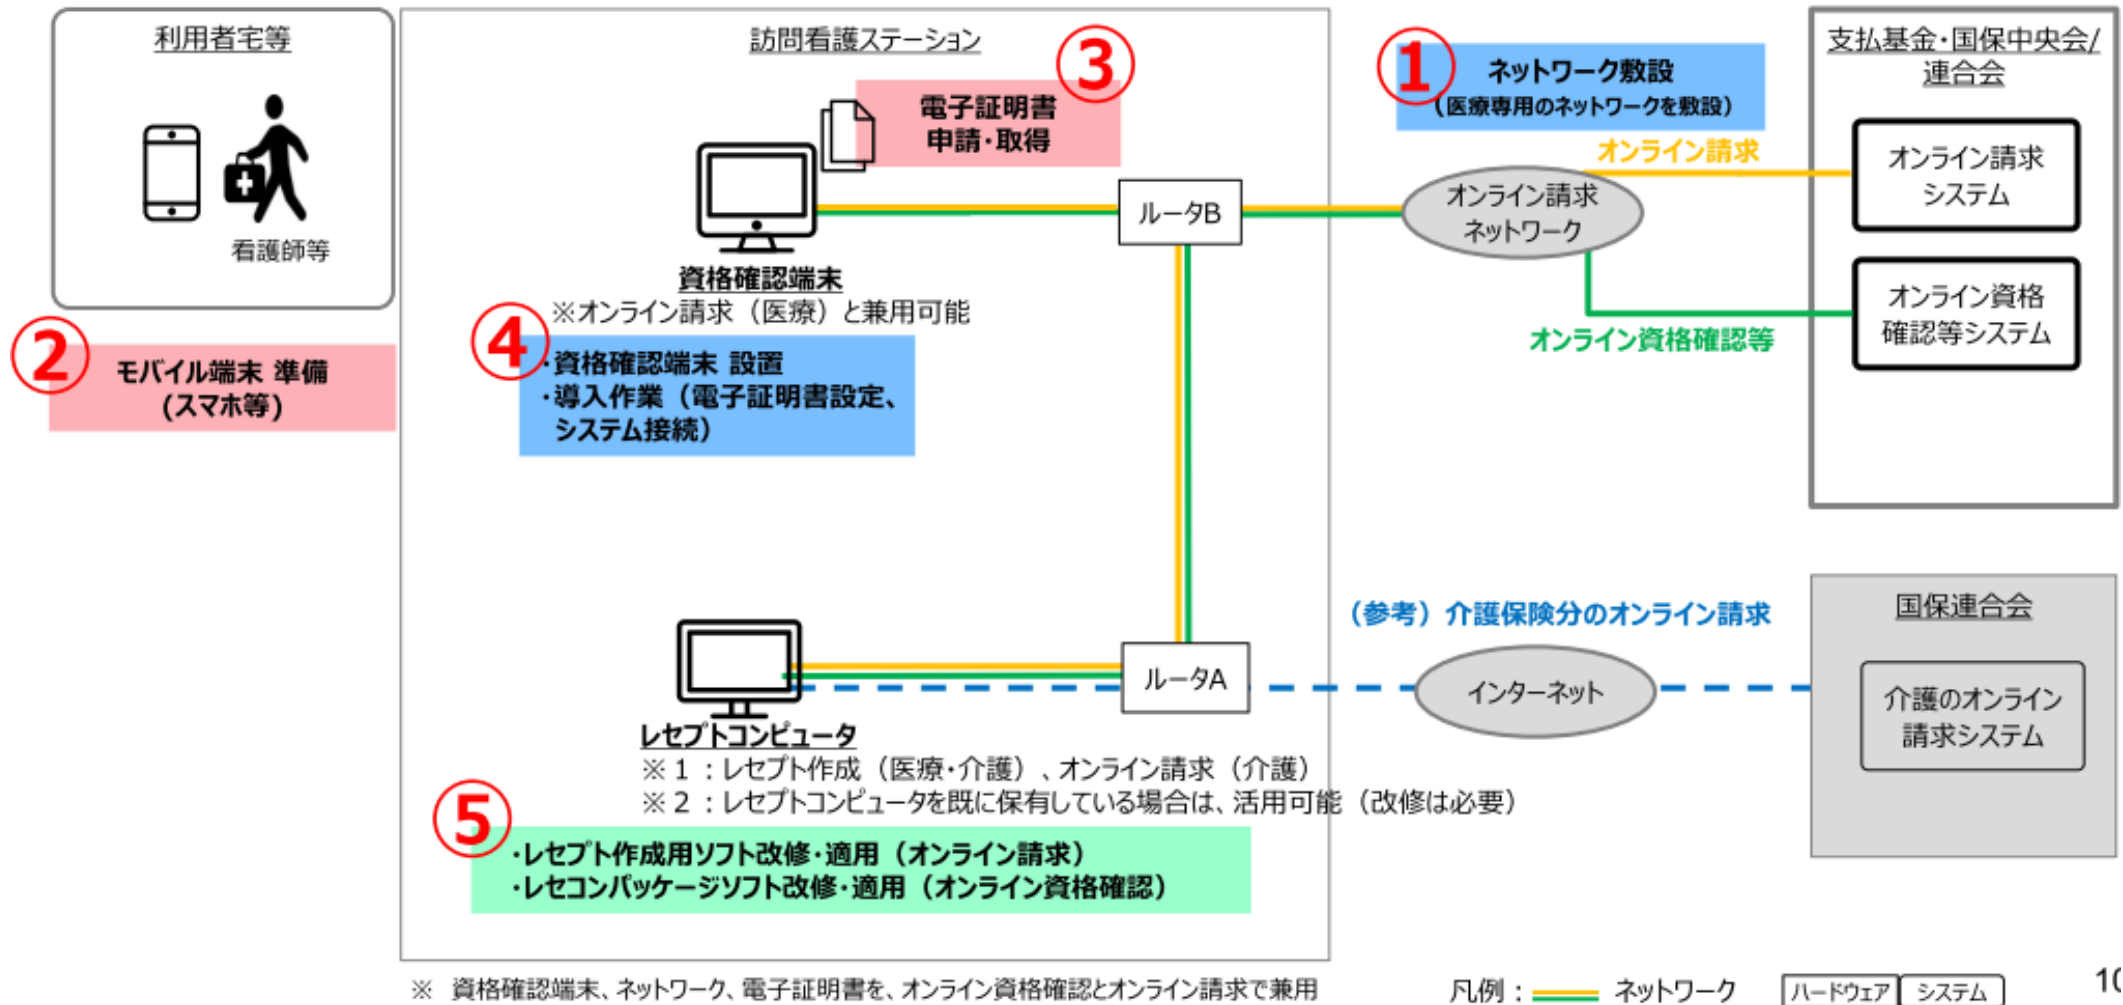 利用者宅等
看護師等
②
モバイル端末 準備
(スマホ等)
訪問看護ステーション
③
電子証明書
申請・取得
資格確認端末
※オンライン請求（医療）と兼用可能
④
・資格確認端末 設置
・導入作業（電子証明書設定、
システム接続）
ルータB
①
ネットワーク敷設
（医療専用のネットワークを敷設）
オンライン請求
オンライン請求
ネットワーク
オンライン資格確認等
支払基金・国保中央会/
連合会
オンライン請求
システム
オンライン資格
確認等システム
レセプトコンピュータ
※１：レセプト作成（医療・介護）、オンライン請求（介護）
※２：レセプトコンピュータを既に保有している場合は、活用可能（改修は必要）
ルータA
⑤
・レセプト作成用ソフト改修・適用（オンライン請求）
・レセコンパッケージソフト改修・適用（オンライン資格確認）
（参考）介護保険分のオンライン請求
インターネット
国保連合会
介護のオンライン
請求システム
※ 資格確認端末、ネットワーク、電子証明書を、オンライン資格確認とオンライン請求で兼用
凡例： ネットワーク ハードウェア システム
10